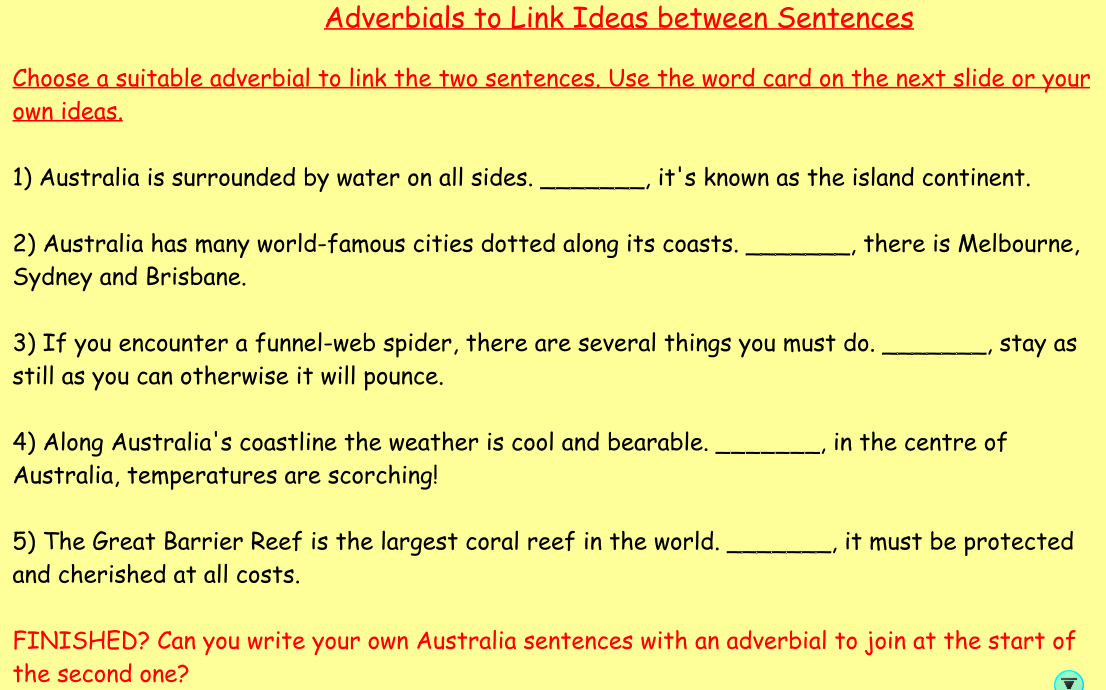 Adverbials to Link Ideas between Sentences
Choose a suitable adverbial to link the two sentences. Use the word card on the next slide or your
own ideas.
1) Australia is surrounded by water on all sides. _______, it's known as the island continent.
2) Australia has many world-famous cities dotted along its coasts. _______, there is Melbourne,
Sydney and Brisbane.
3) If you encounter a funnel-web spider, there are several things you must do. _______, stay as
still as you can otherwise it will pounce.
4) Along Australia's coastline the weather is cool and bearable. _______, in the centre of
Australia, temperatures are scorching!
5) The Great Barrier Reef is the largest coral reef in the world. _______, it must be protected
and cherished at all costs.
FINISHED? Can you write your own Australia sentences with an adverbial to join at the start of
the second one?